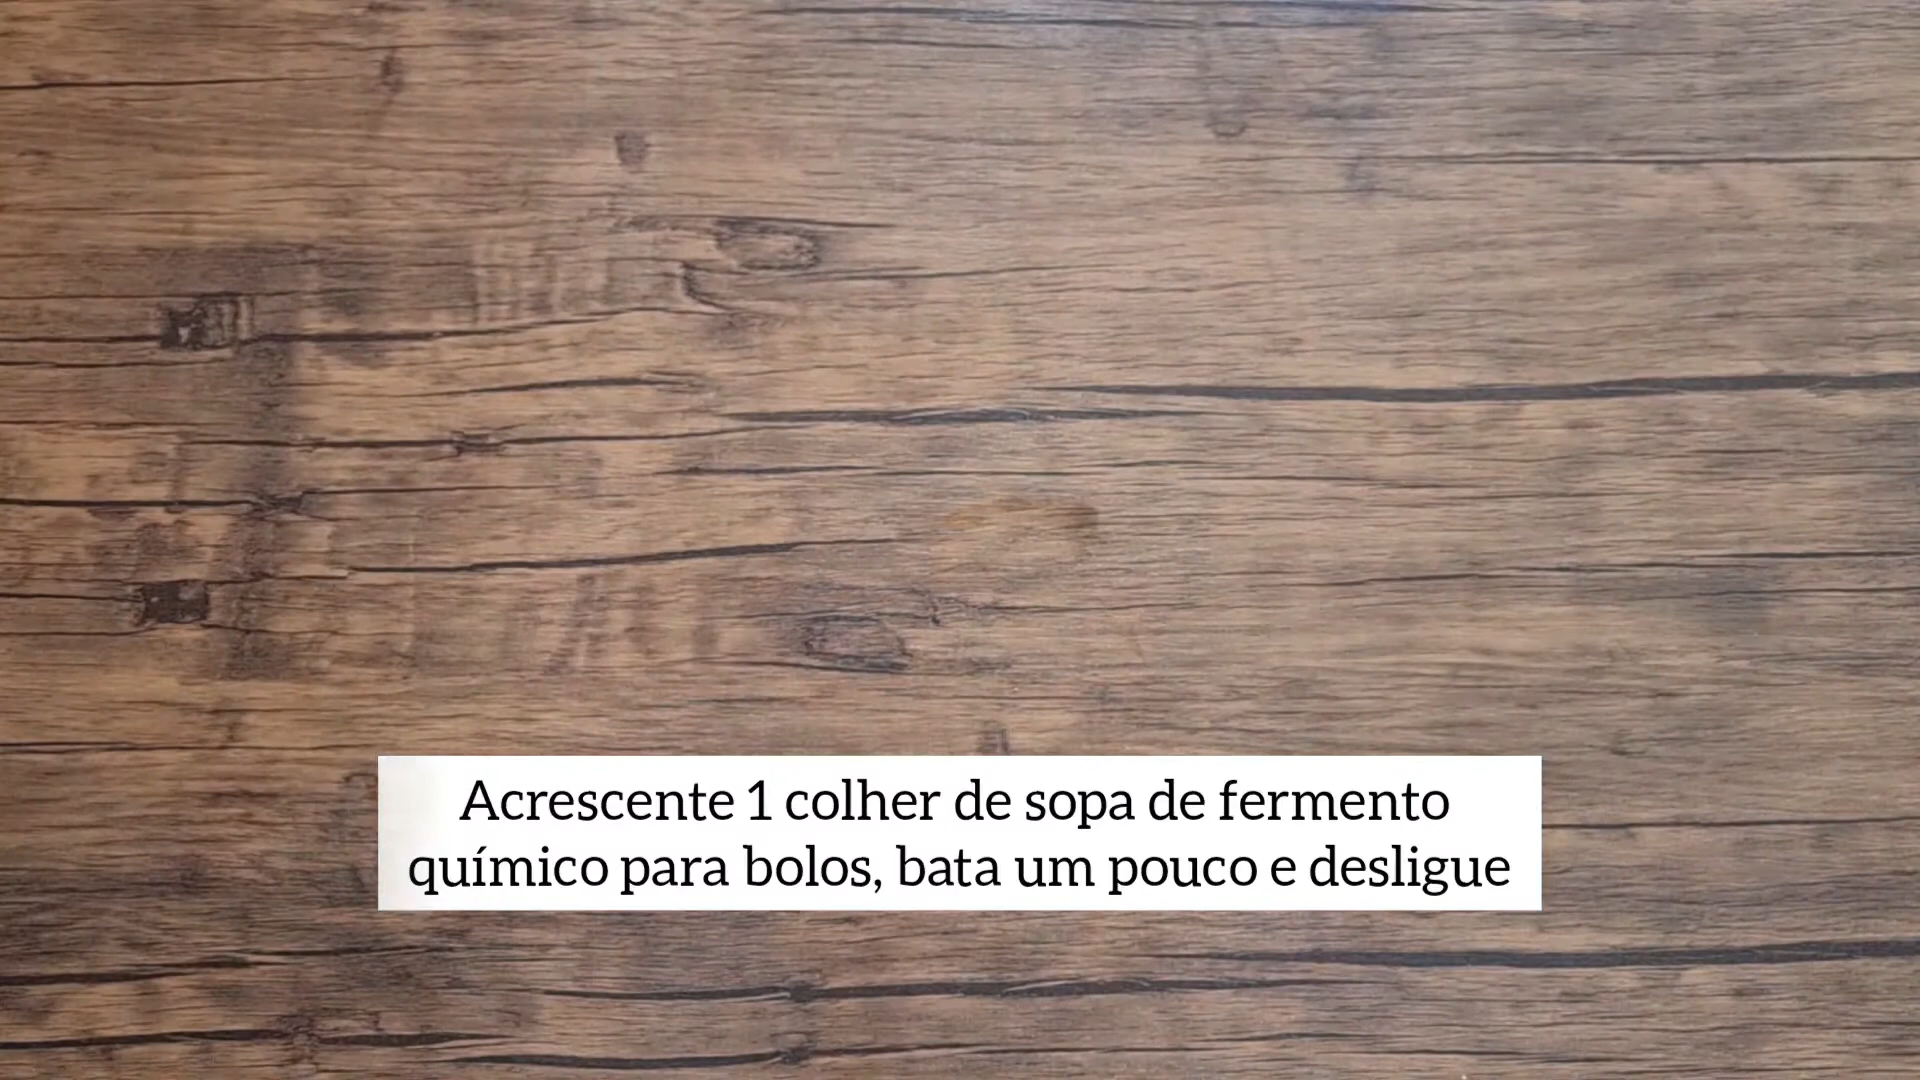 Acrescente 1 colher de sopa de fermento
químico para bolos, bata um pouco e desligue